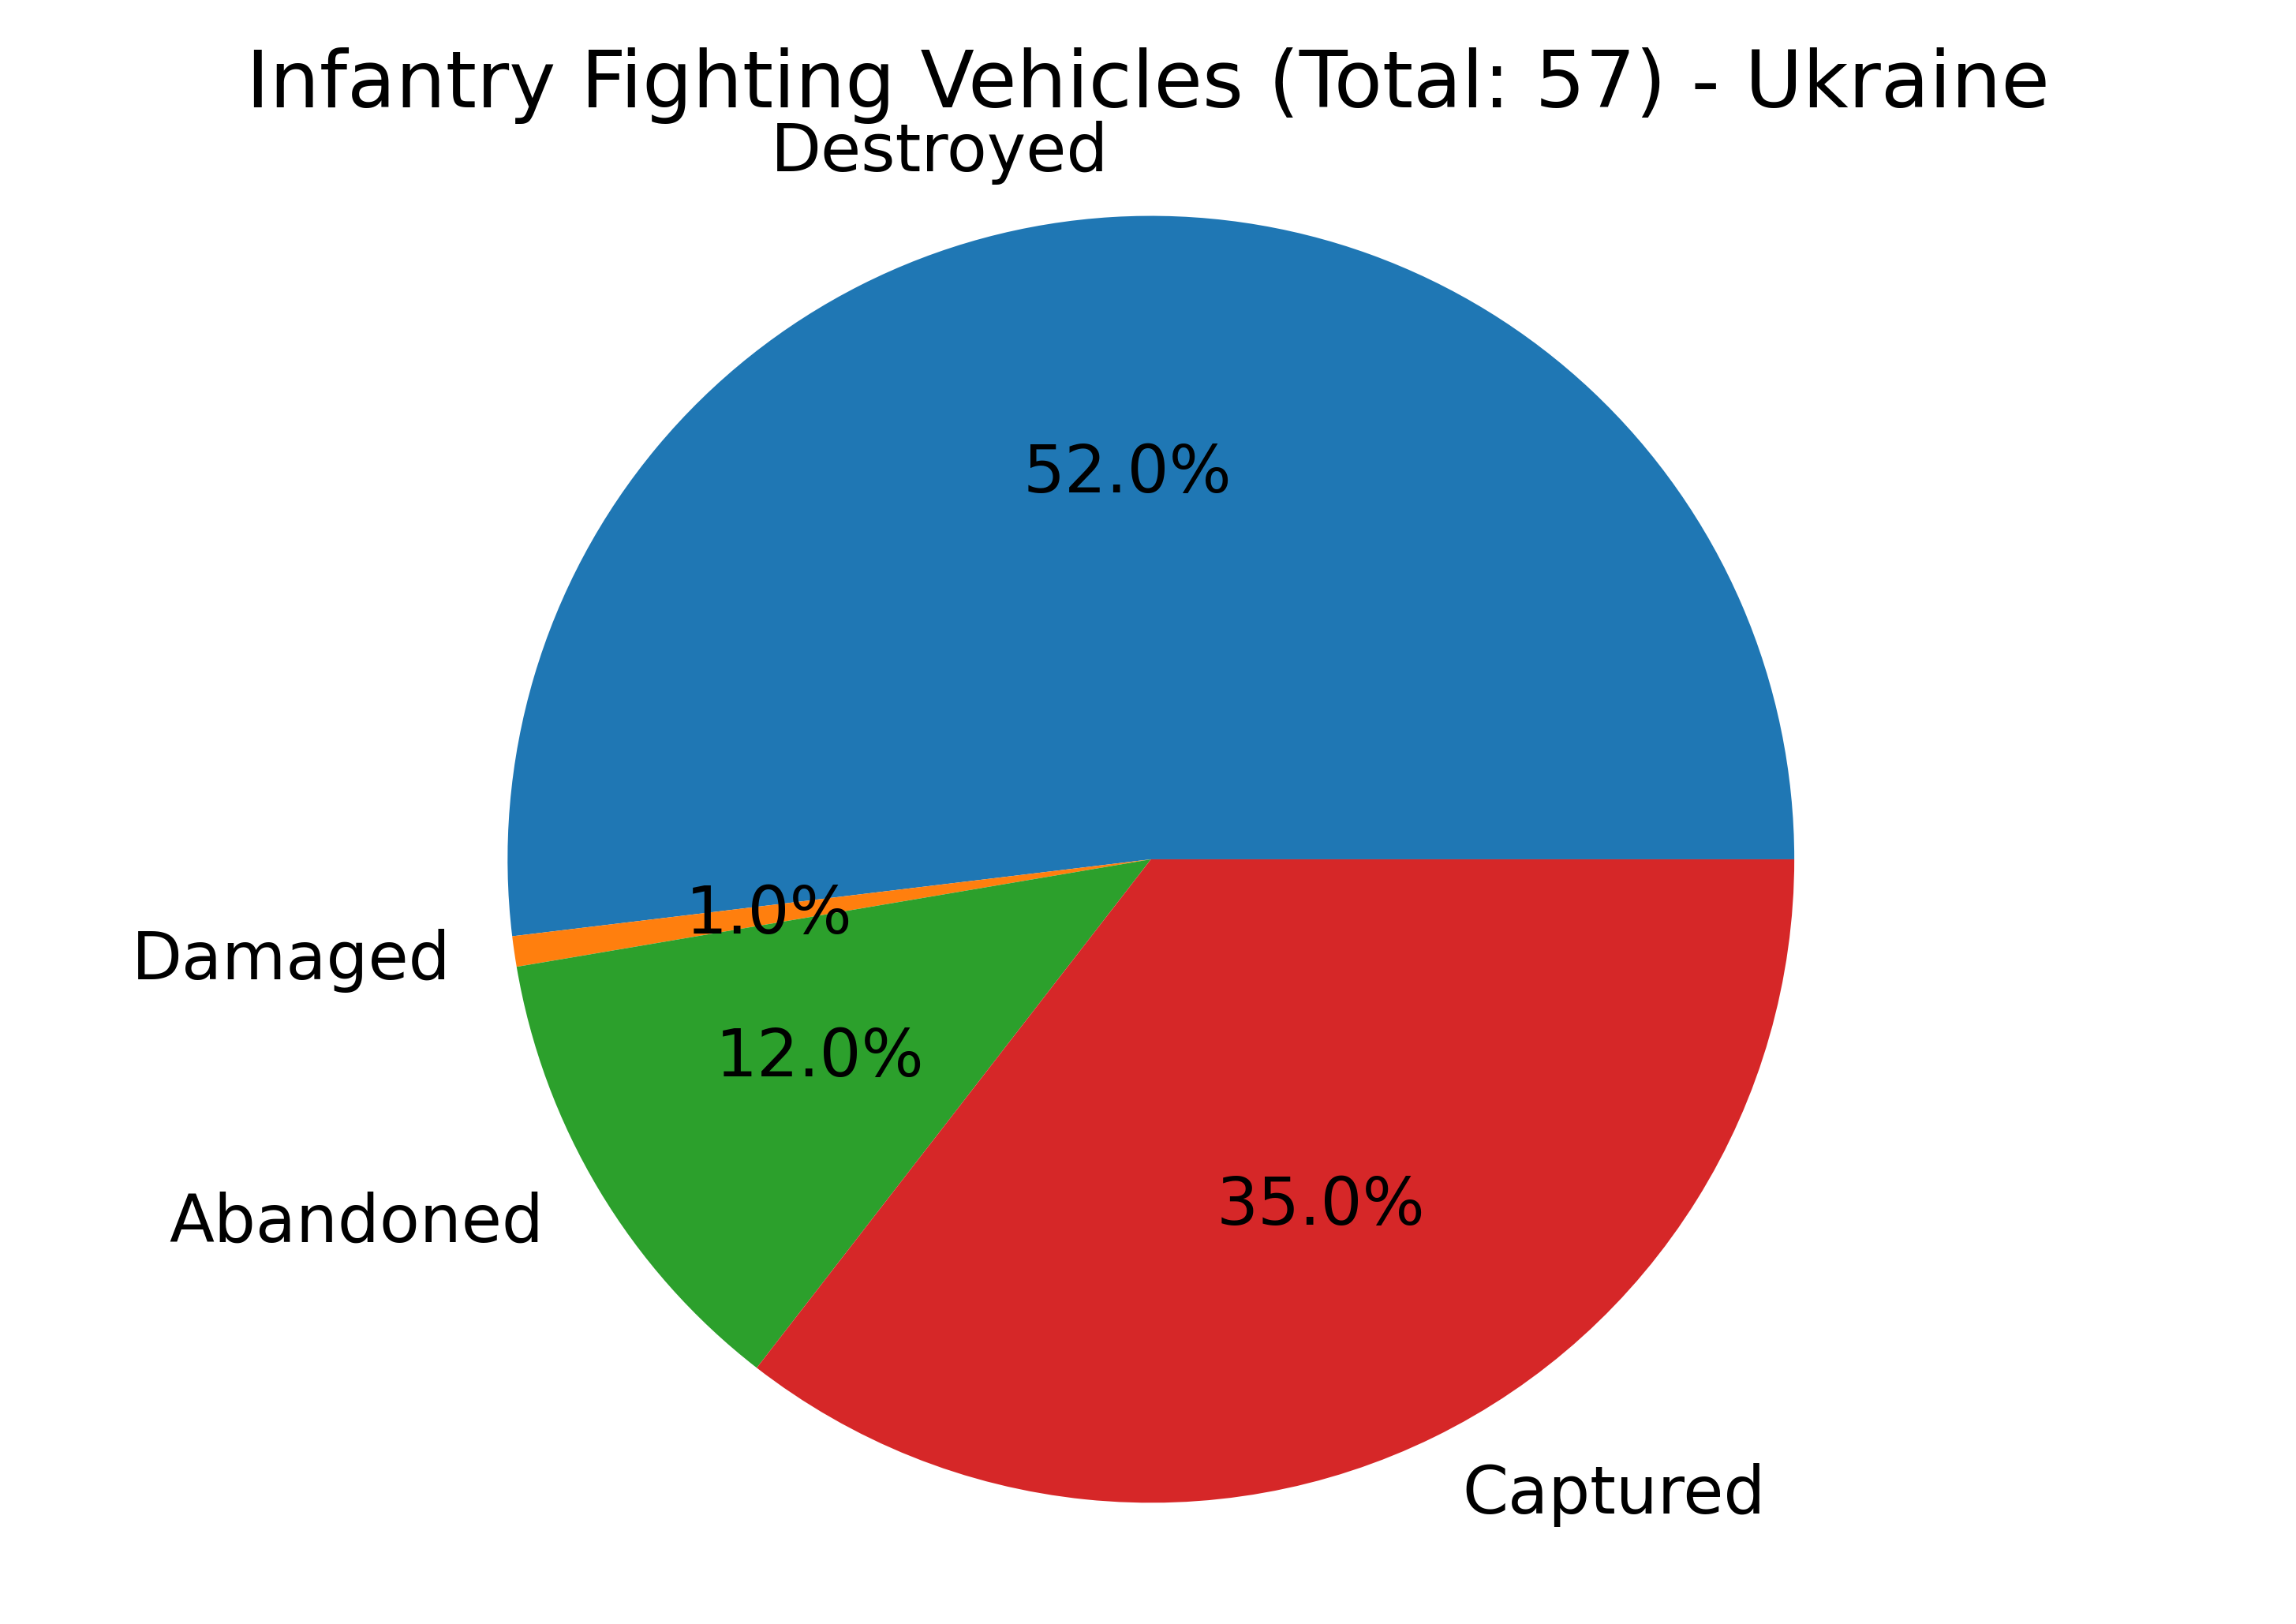 Infantry Fighting Vehicles (Total: 57) - Ukraine
Destroyed
52.0%
1.0%
Damaged
12.0%
35.0%
Abandoned
Captured